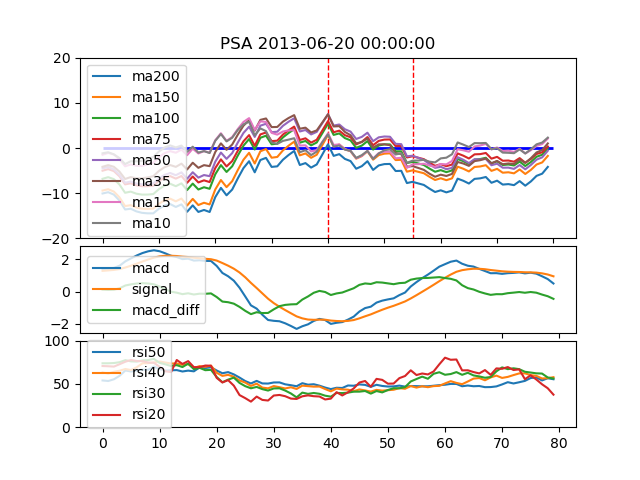 PSA 2013-06-20 00:00:00
20
10
0
−10
−20
ma200
ma150
ma100
ma75
ma50
ma35
ma15
ma10
2
0
−2
macd
signal
macd_diff
100
50
0
rsi50
rsi40
rsi30
rsi20
0 10 20 30 40 50 60 70 80